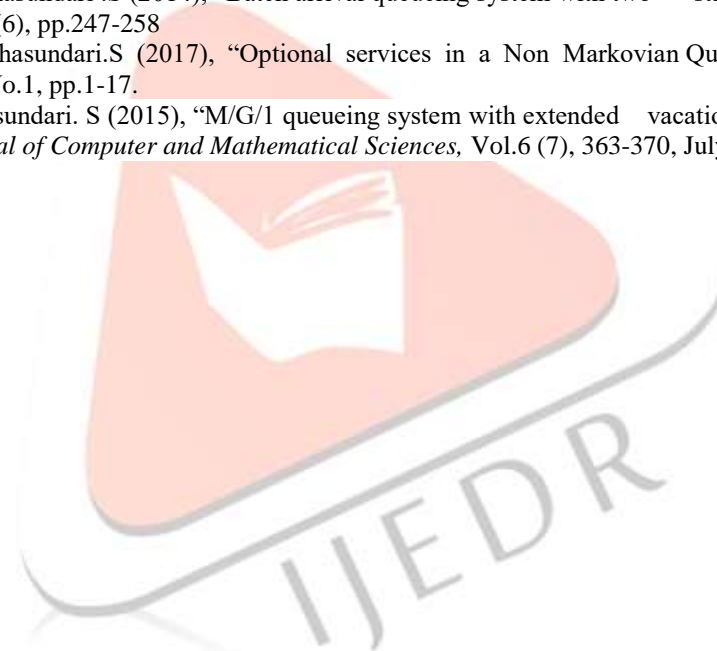 (6), pp.247-258
hasundari.S (2017), “Optional services in a Non Markovian Qu
o.1, pp.1-17.
sundari. S (2015), “M/G/1 queueing system with extended vacatio
al of Computer and Mathematical Sciences, Vol.6 (7), 363-370, July
IJEDR